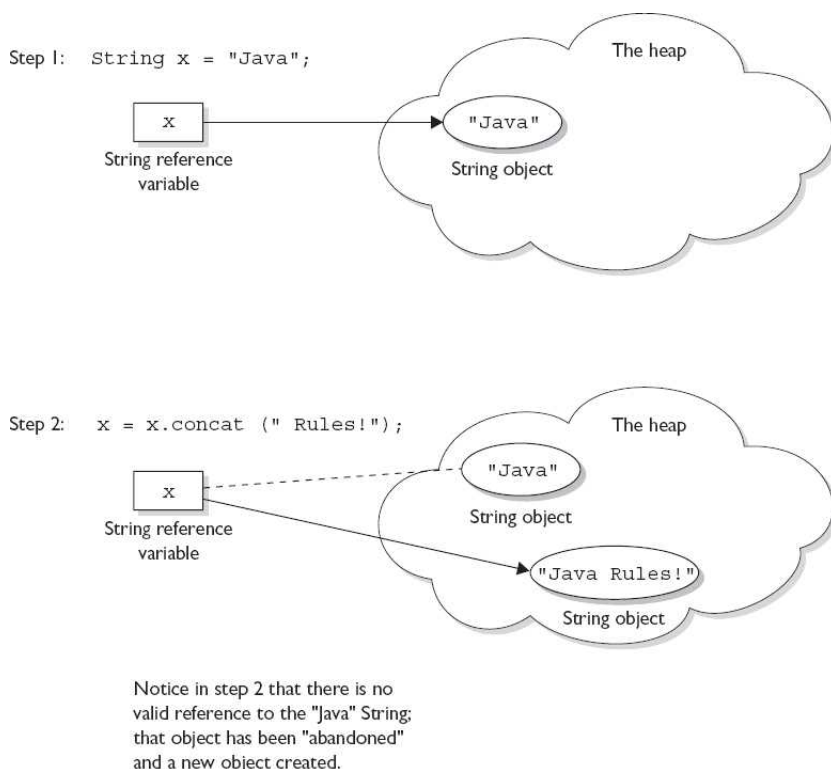 Step 1: String x = "Java";
The heap
x
"Java"
String reference
variable
String object
Step 2: x = x.concat (" Rules!");
The heap
x
"Java"
String object
String reference
variable
"Java Rules!"
String object
Notice in step 2 that there is no
valid reference to the "Java" String;
that object has been "abandoned"
and a new object created.